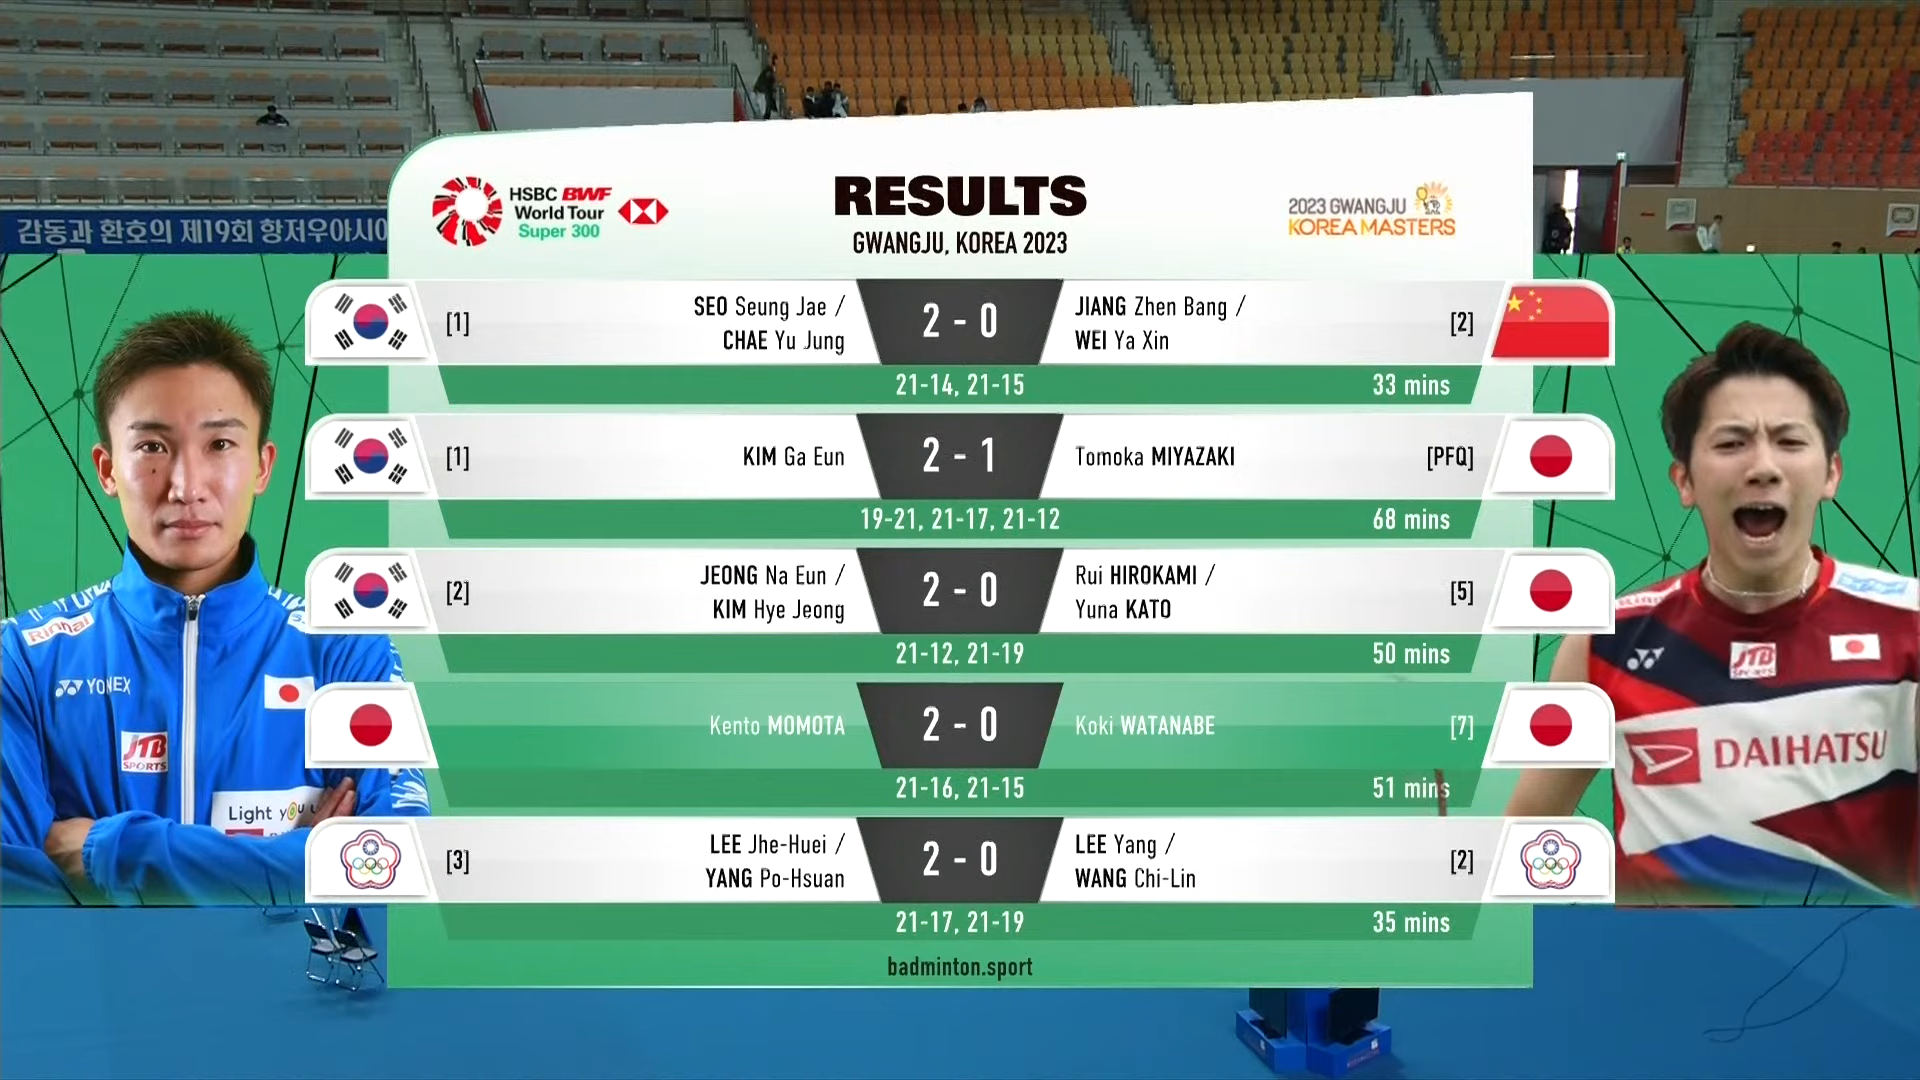 감동과 환호의 제19회 항저우아시아
HSBC BWF
World Tour
Super 300
RESULTS
GWANGJU, KOREA 2023
2023 GWANGJU
KOREA MASTERS
[1] SEO Seung Jae / CHAE Yu Jung 2 - 0 JIANG Zhen Bang / WEI Ya Xin [2]
21-14, 21-15 33 mins
[1] KIM Ga Eun 2 - 1 Tomoka MIYAZAKI [PFQ]
19-21, 21-17, 21-12 68 mins
[2] JEONG Na Eun / KIM Hye Jeong 2 - 0 Rui HIROKAMI / Yuna KATO [5]
21-12, 21-19 50 mins
Kento MOMOTA 2 - 0 Koki WATANABE [7]
21-16, 21-15 51 mins
[3] LEE Jhe-Huei / YANG Po-Hsuan 2 - 0 LEE Yang / WANG Chi-Lin [2]
21-17, 21-19 35 mins
badminton.sport
Rinnai
YONEX
JTB
SPORTS
Light you u
JTB
SPORTS
DAIHATSU